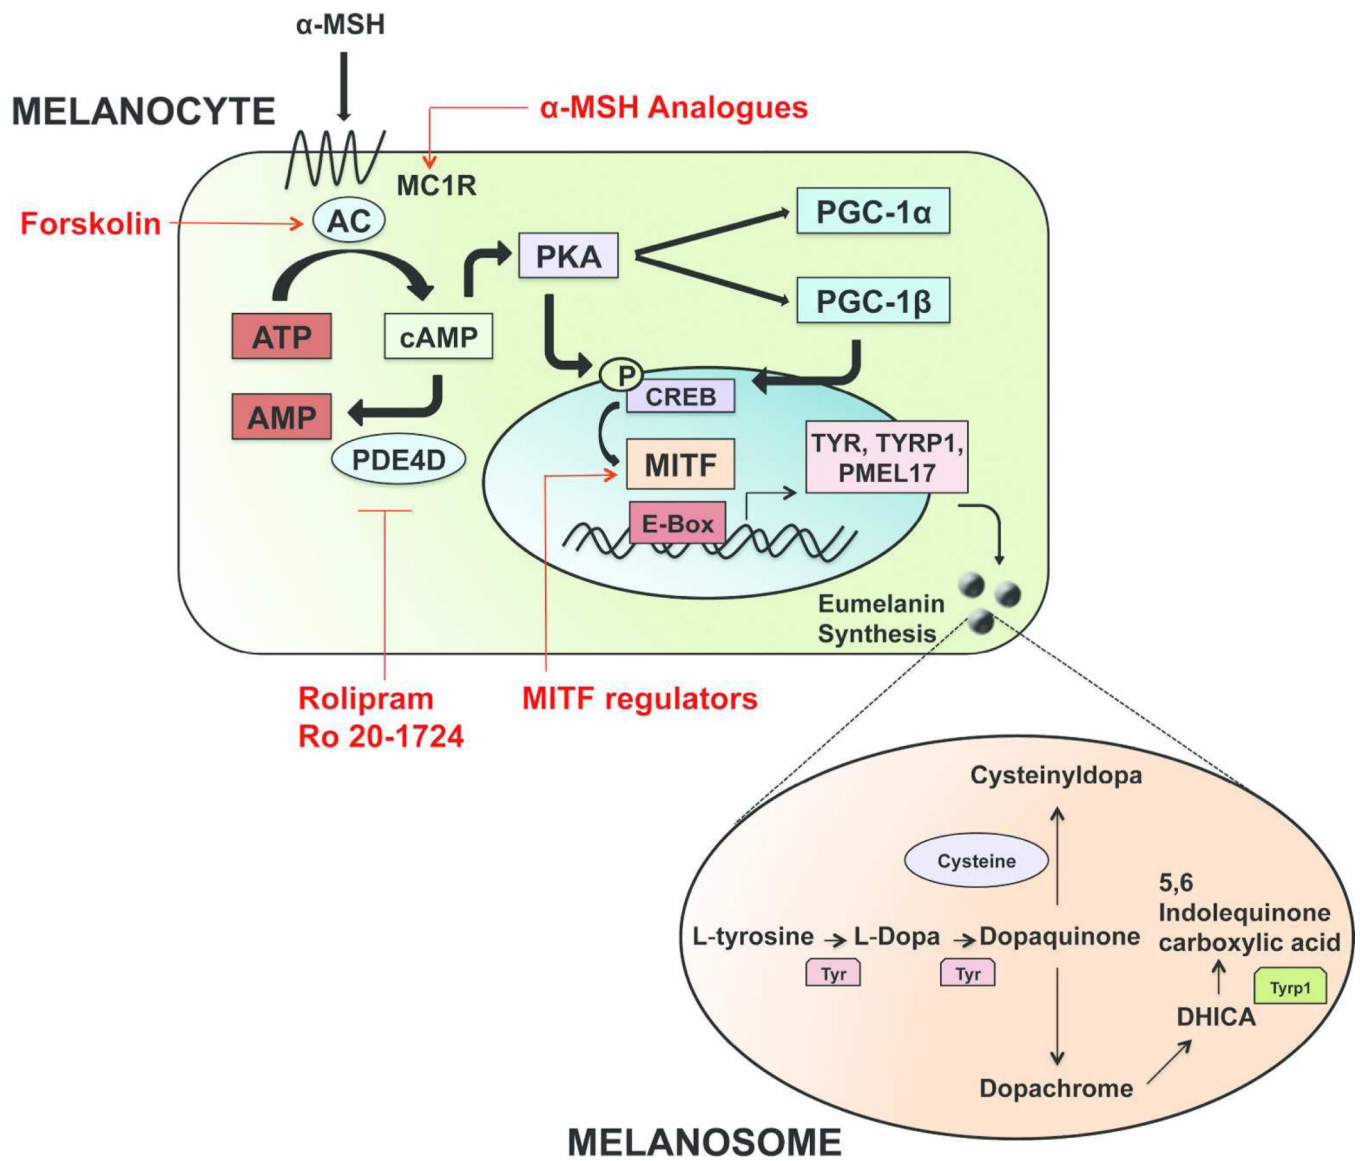 α-MSH
MELANOCYTE
α-MSH Analogues
MC1R
Forskolin
AC
PGC-1α
PKA
PGC-1β
ATP
cAMP
P
CREB
AMP
PDE4D
MITF
TYR, TYRP1,
PMEL17
E-Box
Eumelanin
Synthesis
Rolipram
Ro 20-1724
MITF regulators
Cysteinyldopa
Cysteine
5,6
Indolequinone
carboxylic acid
L-tyrosine
L-Dopa
Dopaquinone
Tyr
Tyr
Tyrp1
DHICA
Dopachrome
MELANOSOME